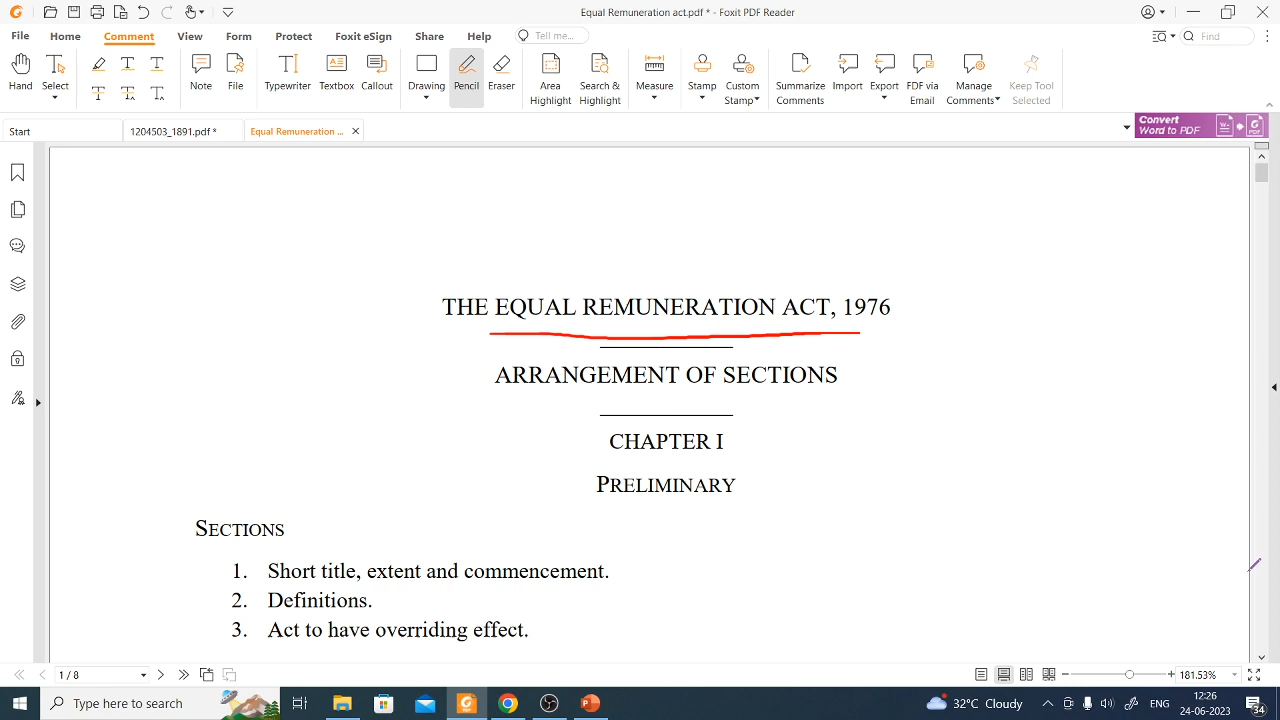 Equal Remuneration act.pdf * - Foxit PDF Reader
File Home Comment View Form Protect Foxit eSign Share Help Tell me... Find
Hand Select Note File Typewriter Textbox Callout Drawing Pencil Eraser Area Highlight Search & Highlight Measure Stamp Custom Stamp Summarize Comments Import Export FDF via Email Manage Comments Keep Tool Selected
Start 1204503_1891.pdf * Equal Remuneration ... Convert Word to PDF
THE EQUAL REMUNERATION ACT, 1976
ARRANGEMENT OF SECTIONS
CHAPTER I
PRELIMINARY
SECTIONS
1. Short title, extent and commencement.
2. Definitions.
3. Act to have overriding effect.
1 / 8 181.53%
Type here to search 32°C Cloudy ENG 12:26
24-06-2023 34